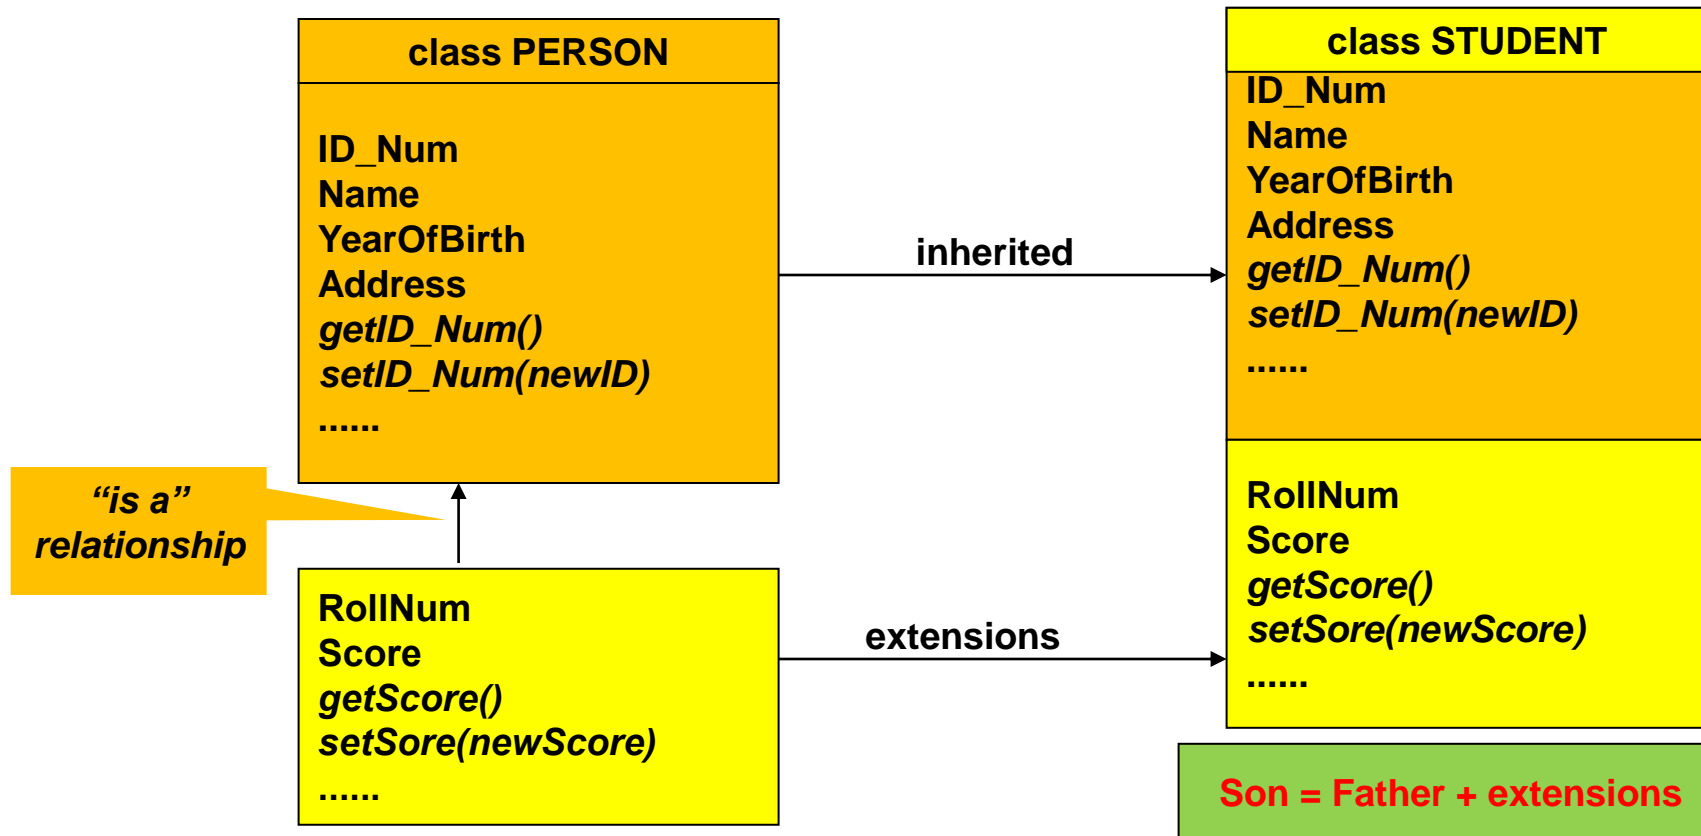 class PERSON
ID_Num
Name
YearOfBirth
Address
getID_Num()
setID_Num(newID)
......
inherited
class STUDENT
ID_Num
Name
YearOfBirth
Address
getID_Num()
setID_Num(newID)
......
“is a”
relationship
RollNum
Score
getScore()
setSore(newScore)
......
extensions
RollNum
Score
getScore()
setSore(newScore)
......
Son = Father + extensions